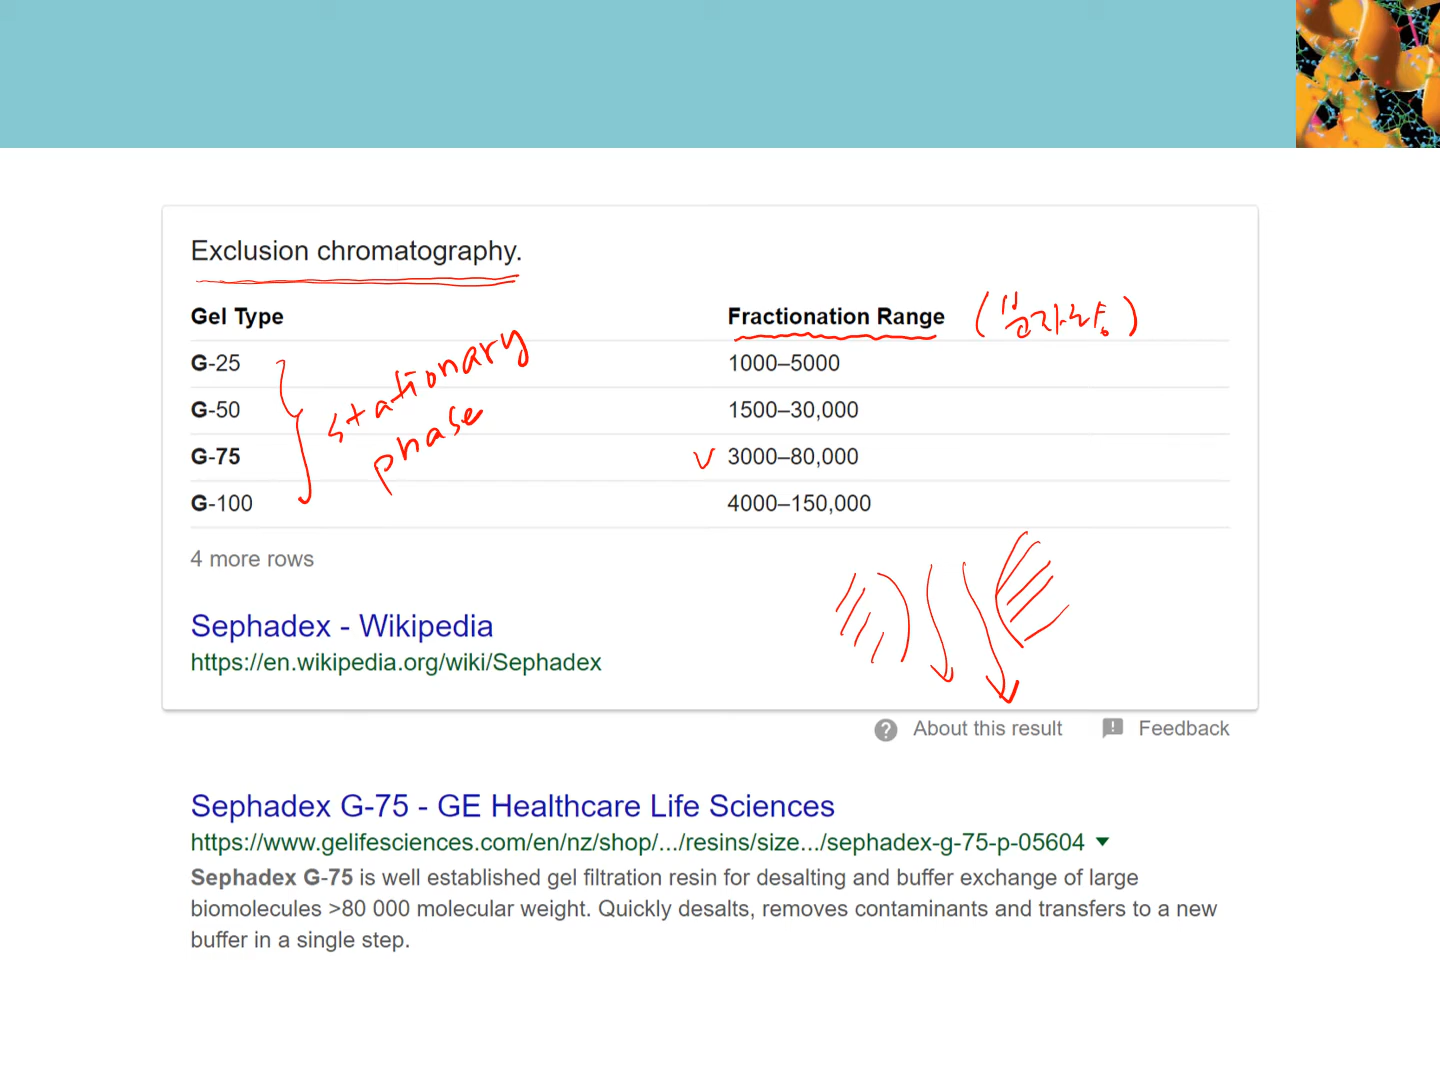 Exclusion chromatography.
Gel Type Fractionation Range (분자량)
G-25 1000–5000
G-50 1500–30,000
G-75 v 3000–80,000
G-100 4000–150,000
stationary
phase
4 more rows
Sephadex - Wikipedia
https://en.wikipedia.org/wiki/Sephadex
About this result Feedback
Sephadex G-75 - GE Healthcare Life Sciences
https://www.gelifesciences.com/en/nz/shop/.../resins/size.../sephadex-g-75-p-05604
Sephadex G-75 is well established gel filtration resin for desalting and buffer exchange of large
biomolecules >80 000 molecular weight. Quickly desalts, removes contaminants and transfers to a new
buffer in a single step.